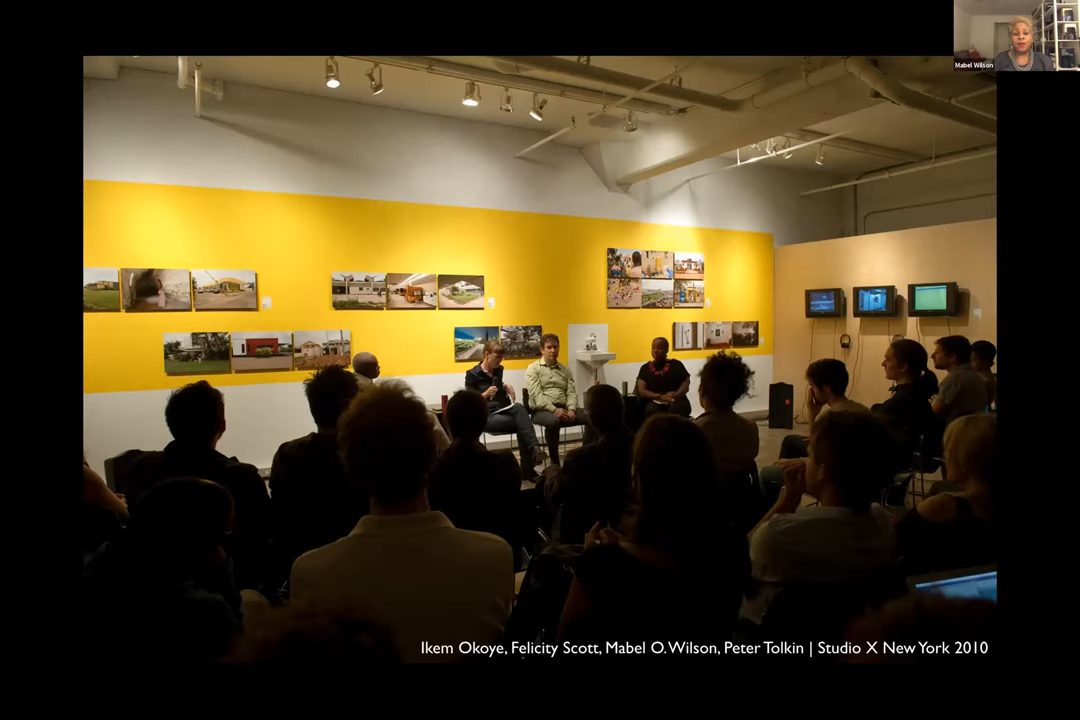 Mabel Wilson
Ikem Okoye, Felicity Scott, Mabel O. Wilson, Peter Tolkin | Studio X New York 2010